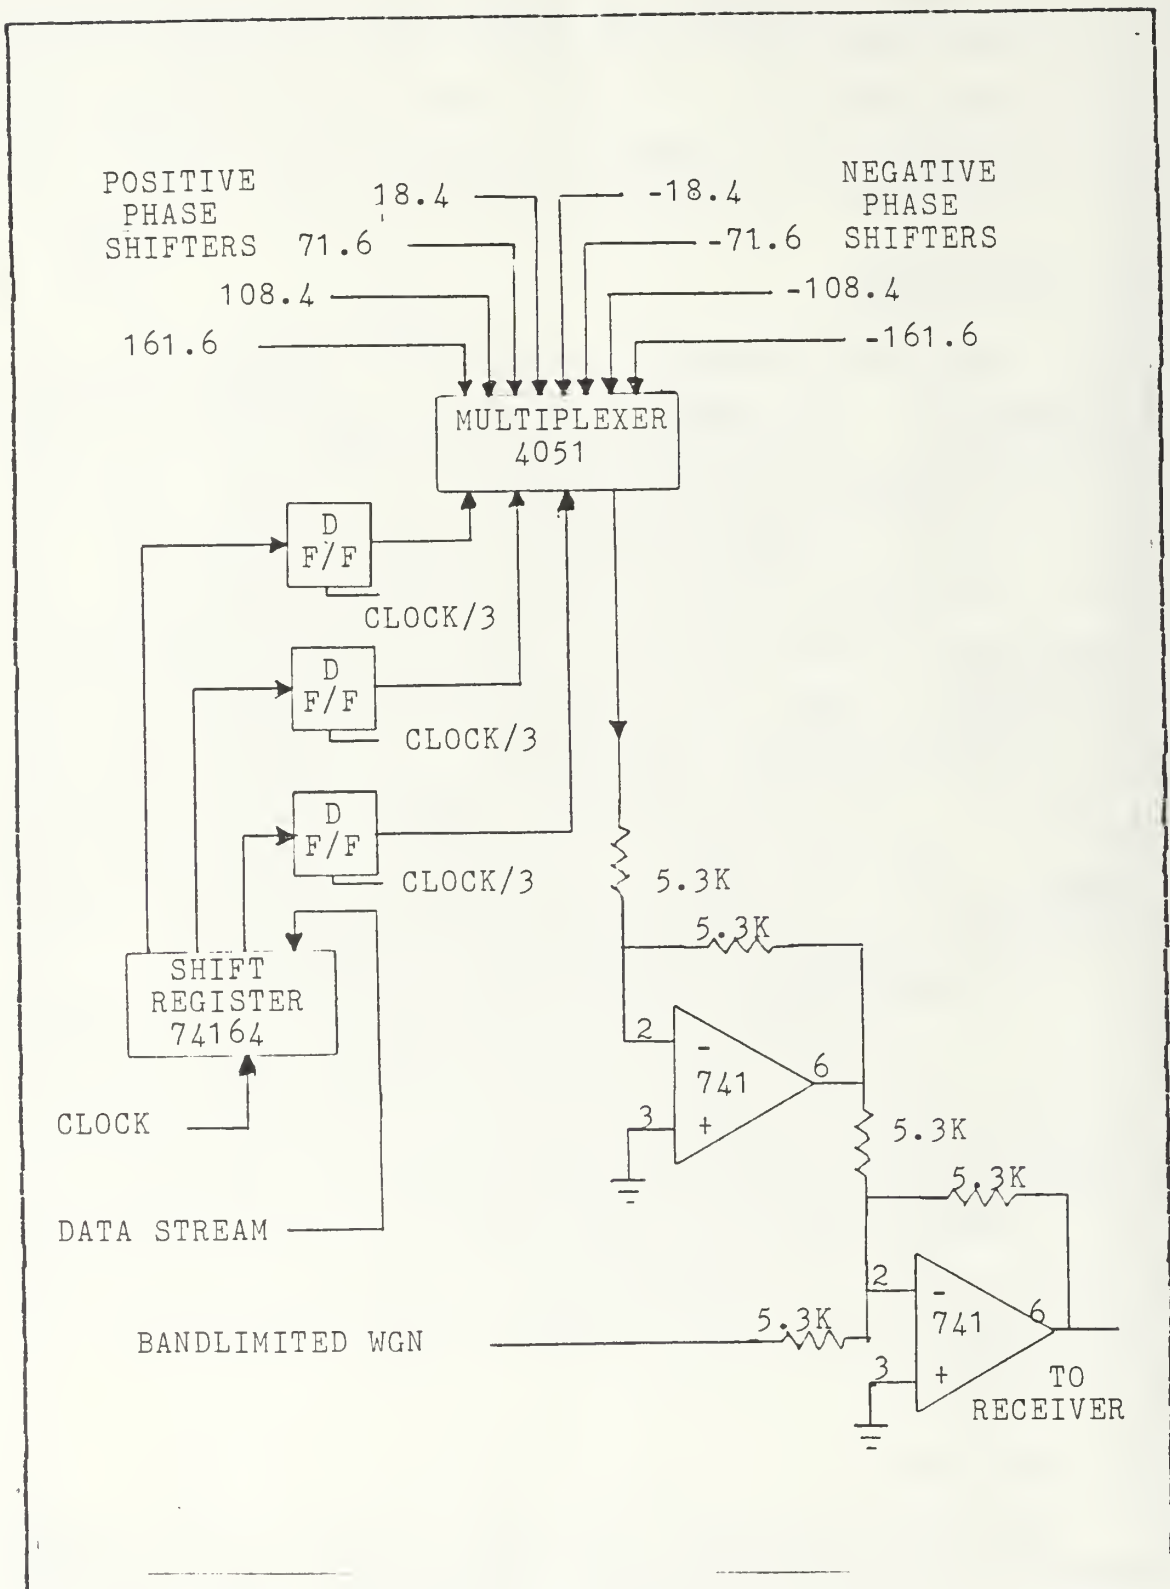 POSITIVE
PHASE
SHIFTERS
18.4
71.6
108.4
161.6
-18.4
-71.6
-108.4
-161.6
NEGATIVE
PHASE
SHIFTERS
MULTIPLEXER
4051
D
F/F
CLOCK/3
D
F/F
CLOCK/3
D
F/F
CLOCK/3
SHIFT
REGISTER
74164
CLOCK
DATA STREAM
5.3K
5.3K
2
-
741
6
3
+
5.3K
5.3K
BANDLIMITED WGN
5.3K
2
-
741
6
3
+
TO
RECEIVER